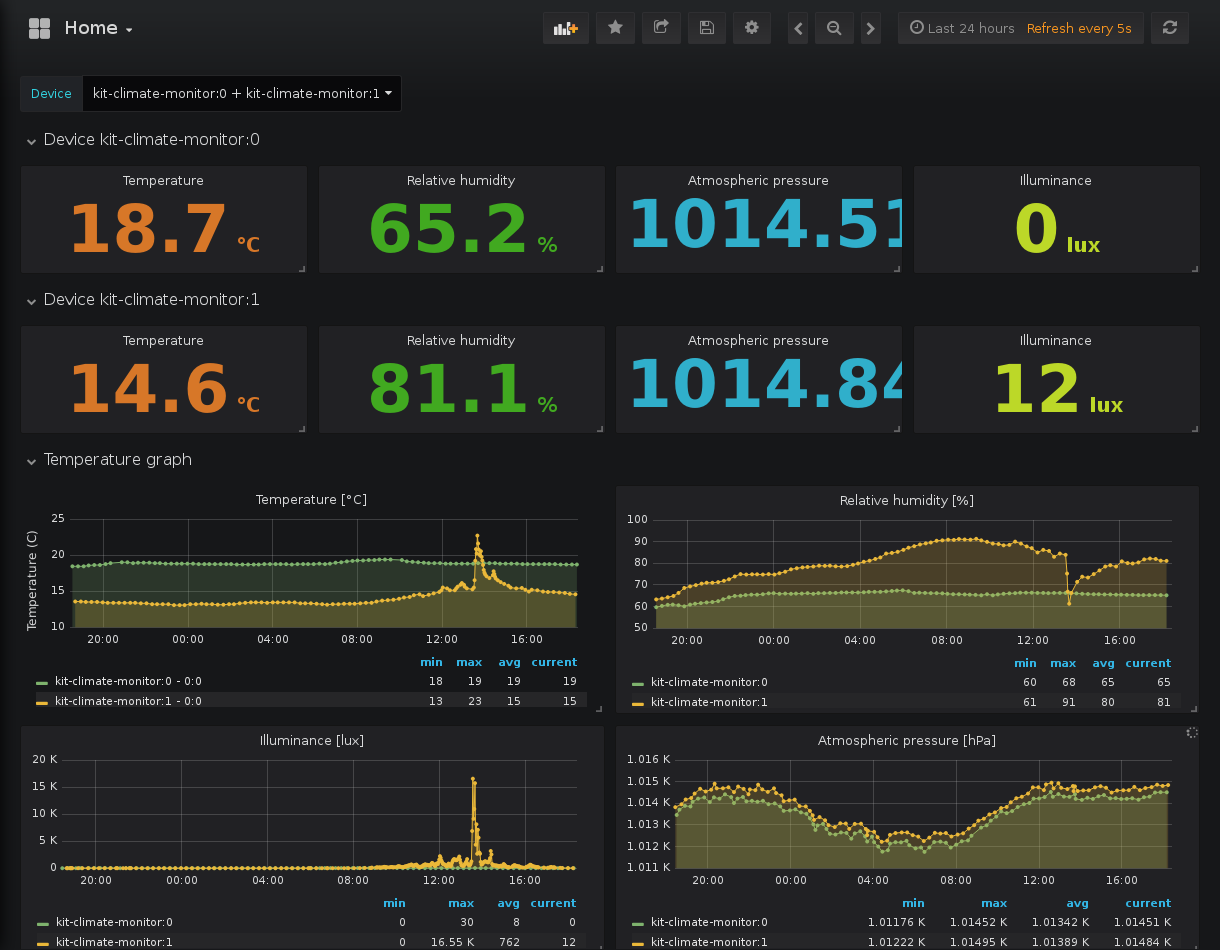 Home
Last 24 hours Refresh every 5s
Device kit-climate-monitor:0 + kit-climate-monitor:1
Device kit-climate-monitor:0
Temperature Relative humidity Atmospheric pressure Illuminance
18.7 °C 65.2 % 1014.51 0 lux
Device kit-climate-monitor:1
Temperature Relative humidity Atmospheric pressure Illuminance
14.6 °C 81.1 % 1014.84 12 lux
Temperature graph
Temperature [°C]
Temperature (C)
25
20
15
10
20:00 00:00 04:00 08:00 12:00 16:00
min max avg current
kit-climate-monitor:0 - 0:0 18 19 19 19
kit-climate-monitor:1 - 0:0 13 23 15 15
Relative humidity [%]
100
90
80
70
60
50
20:00 00:00 04:00 08:00 12:00 16:00
min max avg current
kit-climate-monitor:0 60 68 65 65
kit-climate-monitor:1 61 91 80 81
Illuminance [lux]
20 K
15 K
10 K
5 K
0
20:00 00:00 04:00 08:00 12:00 16:00
min max avg current
kit-climate-monitor:0 0 30 8 0
kit-climate-monitor:1 0 16.55 K 762 12
Atmospheric pressure [hPa]
1.016 K
1.015 K
1.014 K
1.013 K
1.012 K
1.011 K
20:00 00:00 04:00 08:00 12:00 16:00
min max avg current
kit-climate-monitor:0 1.01176 K 1.01452 K 1.01342 K 1.01451 K
kit-climate-monitor:1 1.01222 K 1.01495 K 1.01389 K 1.01484 K